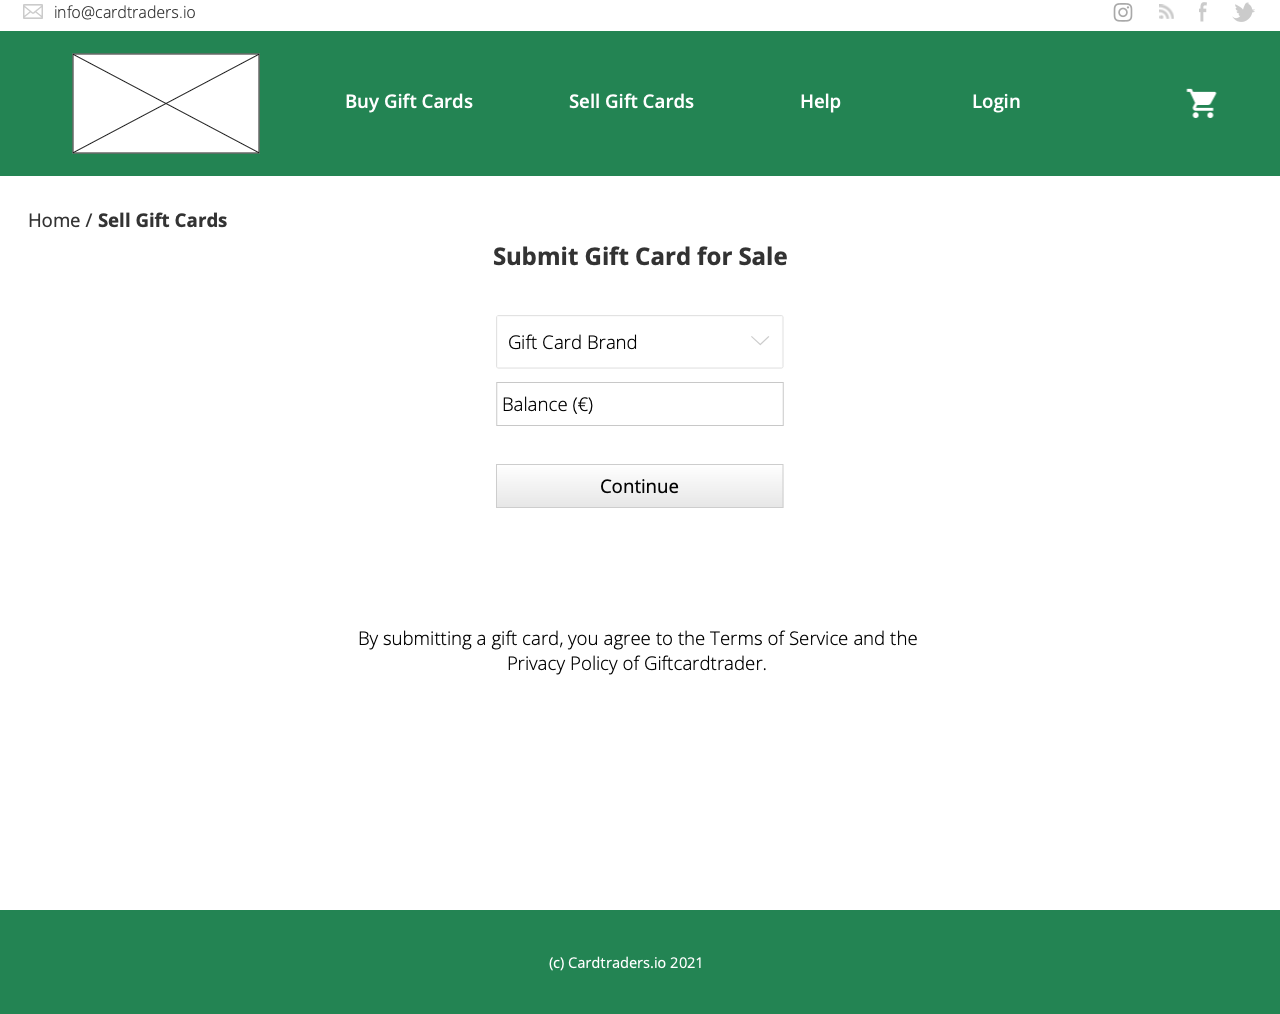 info@cardtraders.io
Buy Gift Cards
Sell Gift Cards
Help
Login
Home / Sell Gift Cards
Submit Gift Card for Sale
Gift Card Brand
Balance (€)
Continue
By submitting a gift card, you agree to the Terms of Service and the
Privacy Policy of Giftcardtrader.
(c) Cardtraders.io 2021